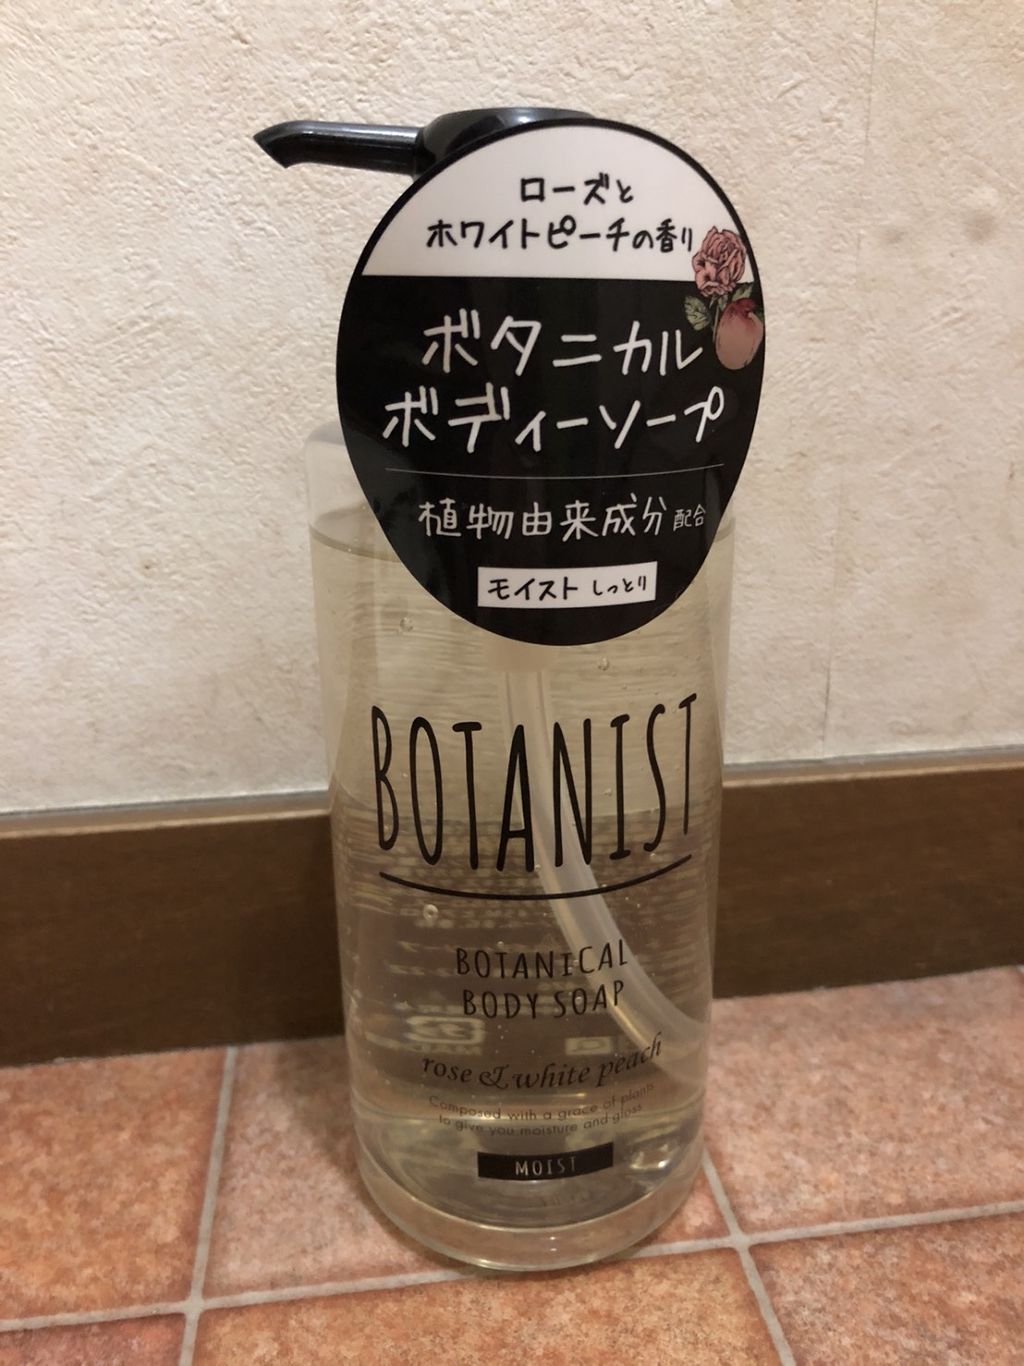 ローズと
ホワイトピーチの香り
ボタニカル
ボディーソープ
植物由来成分配合
モイスト しっとり
BOTANIST
BOTANICAL
BODY SOAP
rose & white peach
Composed with a grace of plants
to give you moisture and gloss
MOIST